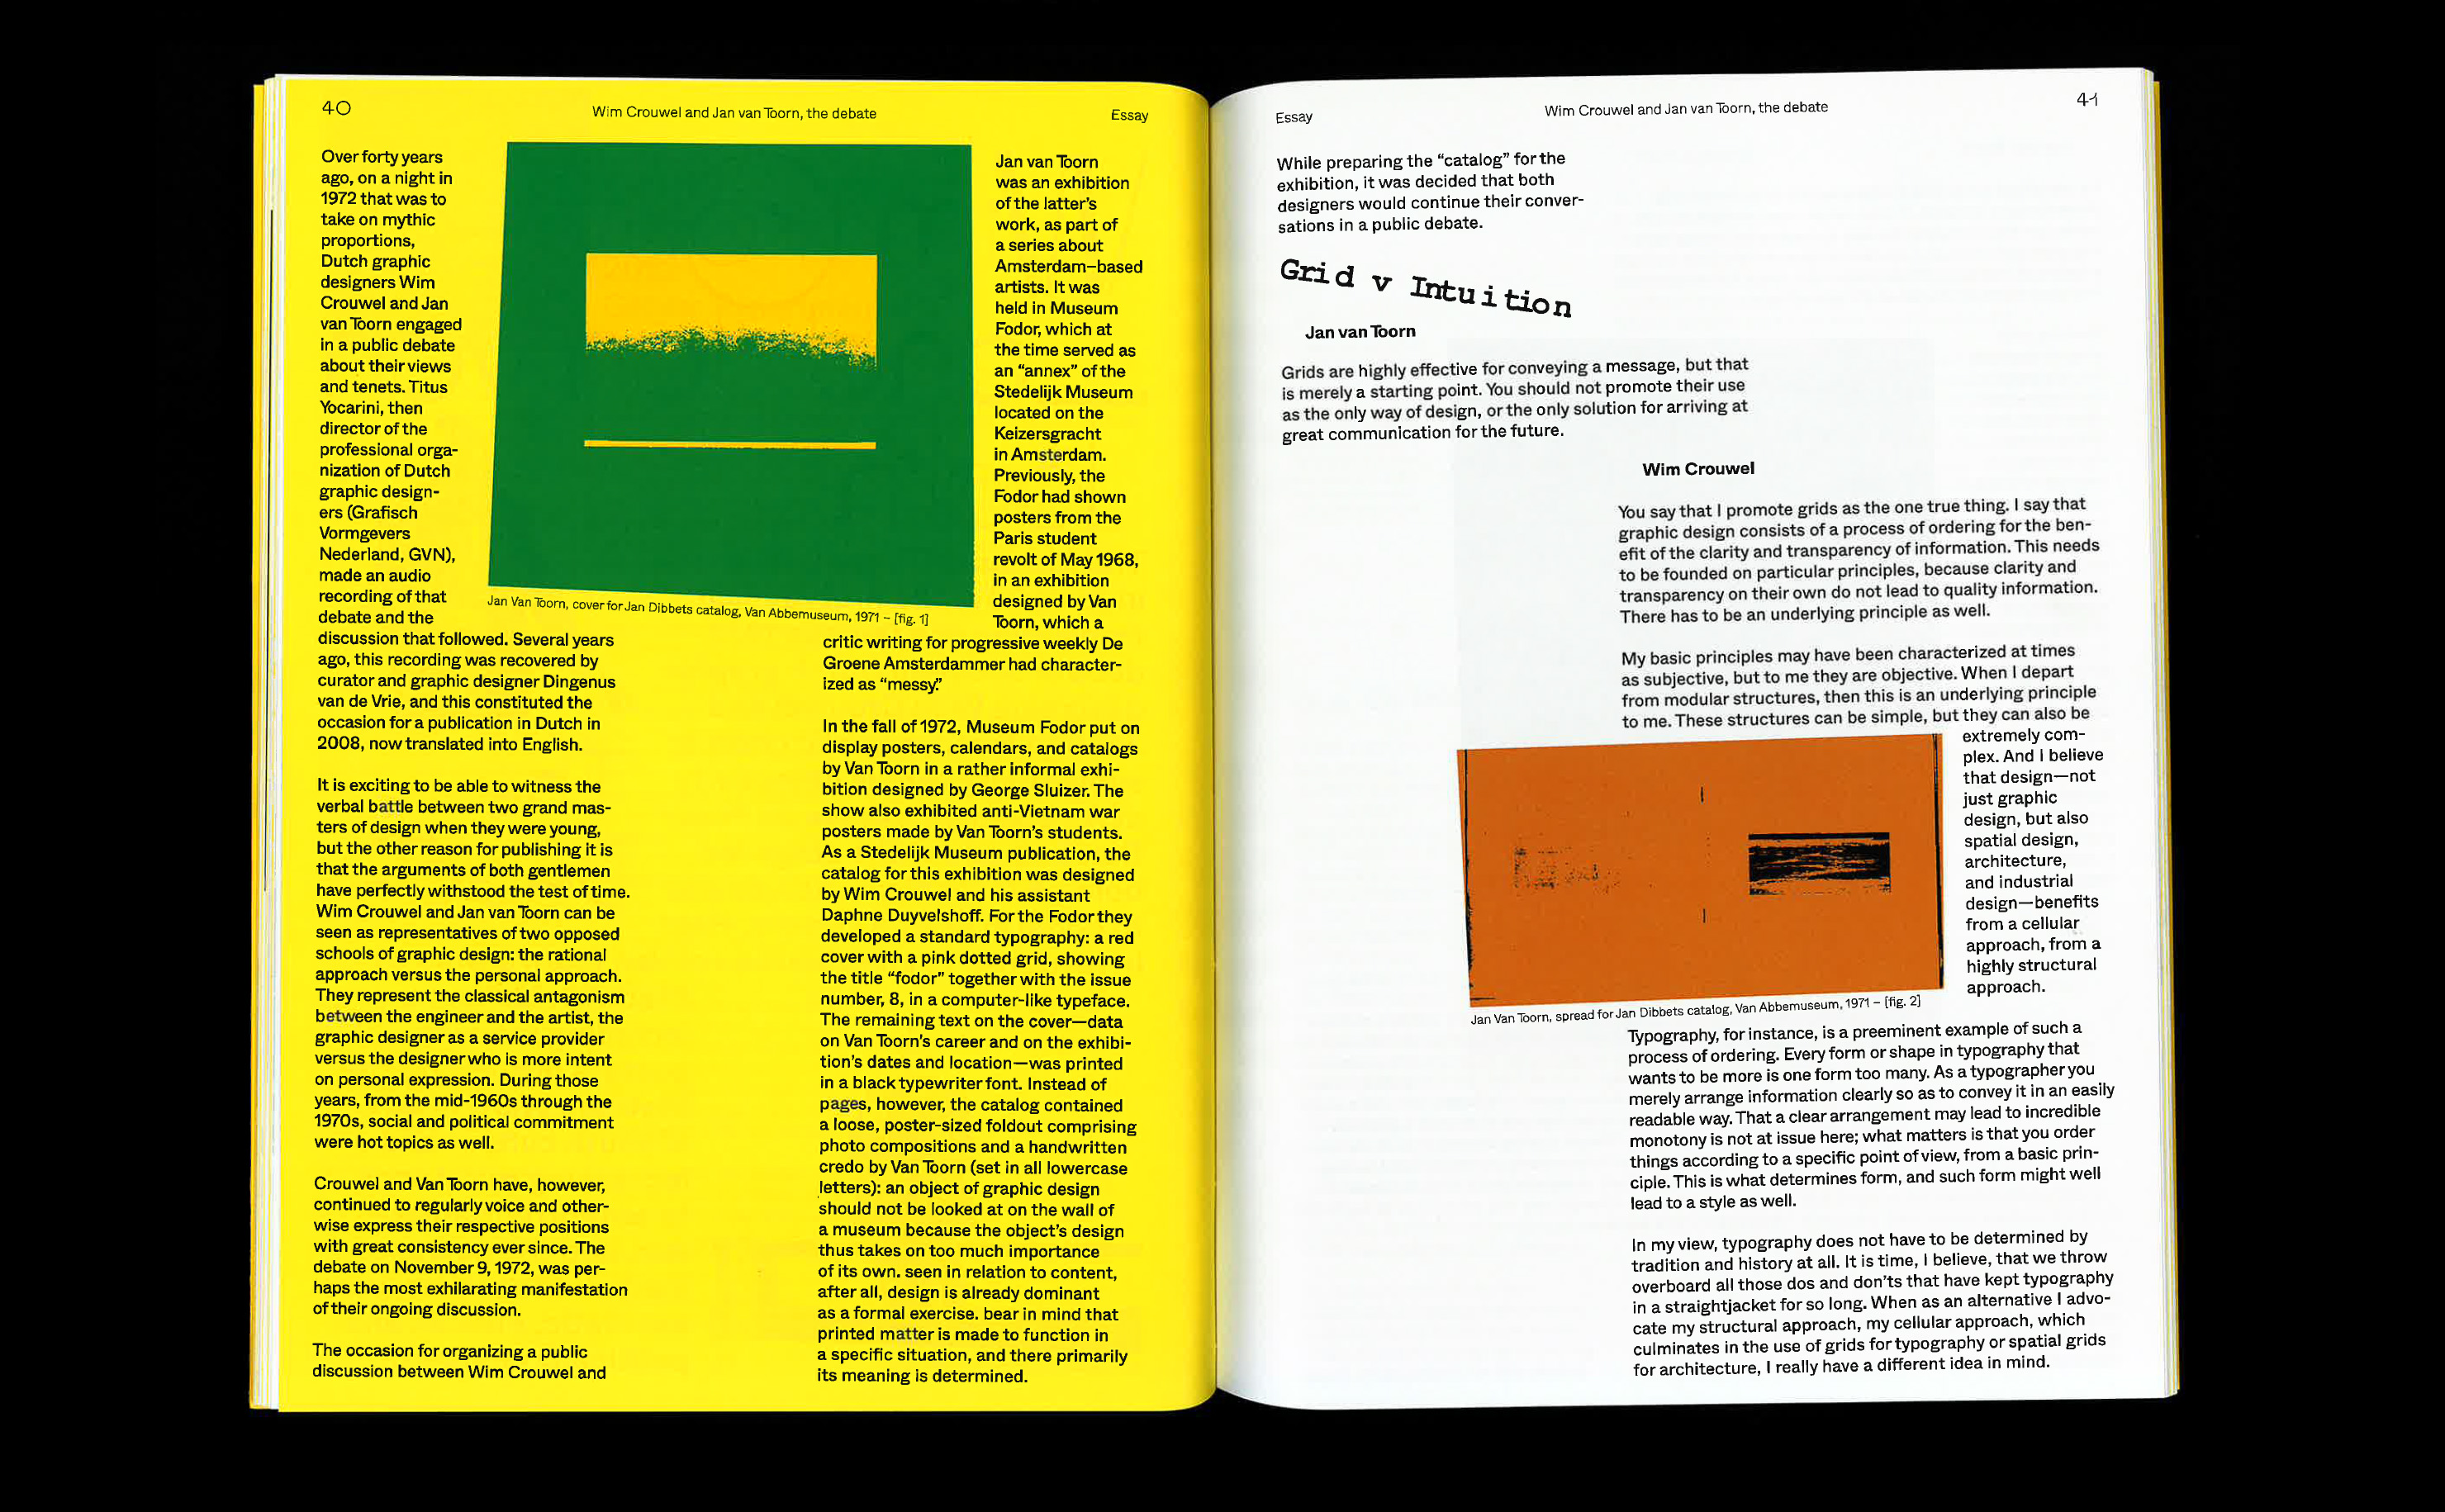 40
Wim Crouwel and Jan van Toorn, the debate
Essay
Over forty years
ago, on a night in
1972 that was to
take on mythic
proportions,
Dutch graphic
designers Wim
Crouwel and Jan
van Toorn engaged
in a public debate
about their views
and tenets. Titus
Yocarini, then
director of the
professional orga-
nization of Dutch
graphic design-
ers (Grafisch
Vormgevers
Nederland, GVN),
made an audio
recording of that
debate and the
discussion that followed. Several years
ago, this recording was recovered by
curator and graphic designer Dingenus
van de Vrie, and this constituted the
occasion for a publication in Dutch in
2008, now translated into English.
It is exciting to be able to witness the
verbal battle between two grand mas-
ters of design when they were young,
but the other reason for publishing it is
that the arguments of both gentlemen
have perfectly withstood the test of time.
Wim Crouwel and Jan van Toorn can be
seen as representatives of two opposed
schools of graphic design: the rational
approach versus the personal approach.
They represent the classical antagonism
between the engineer and the artist, the
graphic designer as a service provider
versus the designer who is more intent
on personal expression. During those
years, from the mid-1960s through the
1970s, social and political commitment
were hot topics as well.
Crouwel and Van Toorn have, however,
continued to regularly voice and other-
wise express their respective positions
with great consistency ever since. The
debate on November 9, 1972, was per-
haps the most exhilarating manifestation
of their ongoing discussion.
The occasion for organizing a public
discussion between Wim Crouwel and
Jan Van Toorn, cover for Jan Dibbets catalog, Van Abbemuseum, 1971 – [fig. 1]
Jan van Toorn
was an exhibition
of the latter's
work, as part of
a series about
Amsterdam–based
artists. It was
held in Museum
Fodor, which at
the time served as
an "annex" of the
Stedelijk Museum
located on the
Keizersgracht
in Amsterdam.
Previously, the
Fodor had shown
posters from the
Paris student
revolt of May 1968,
in an exhibition
designed by Van
Toorn, which a
critic writing for progressive weekly De
Groene Amsterdammer had character-
ized as "messy."
In the fall of 1972, Museum Fodor put on
display posters, calendars, and catalogs
by Van Toorn in a rather informal exhi-
bition designed by George Sluizer. The
show also exhibited anti-Vietnam war
posters made by Van Toorn's students.
As a Stedelijk Museum publication, the
catalog for this exhibition was designed
by Wim Crouwel and his assistant
Daphne Duyvelshoff. For the Fodor they
developed a standard typography: a red
cover with a pink dotted grid, showing
the title "fodor" together with the issue
number, 8, in a computer-like typeface.
The remaining text on the cover—data
on Van Toorn's career and on the exhibi-
tion's dates and location—was printed
in a black typewriter font. Instead of
pages, however, the catalog contained
a loose, poster-sized foldout comprising
photo compositions and a handwritten
credo by Van Toorn (set in all lowercase
letters): an object of graphic design
should not be looked at on the wall of
a museum because the object's design
thus takes on too much importance
of its own. seen in relation to content,
after all, design is already dominant
as a formal exercise. bear in mind that
printed matter is made to function in
a specific situation, and there primarily
its meaning is determined.
Essay
Wim Crouwel and Jan van Toorn, the debate
41
While preparing the "catalog" for the
exhibition, it was decided that both
designers would continue their conver-
sations in a public debate.
Grid v Intuition
Jan van Toorn
Grids are highly effective for conveying a message, but that
is merely a starting point. You should not promote their use
as the only way of design, or the only solution for arriving at
great communication for the future.
Wim Crouwel
You say that I promote grids as the one true thing. I say that
graphic design consists of a process of ordering for the ben-
efit of the clarity and transparency of information. This needs
to be founded on particular principles, because clarity and
transparency on their own do not lead to quality information.
There has to be an underlying principle as well.
My basic principles may have been characterized at times
as subjective, but to me they are objective. When I depart
from modular structures, then this is an underlying principle
to me. These structures can be simple, but they can also be
extremely com-
plex. And I believe
that design—not
just graphic
design, but also
spatial design,
architecture,
and industrial
design—benefits
from a cellular
approach, from a
highly structural
approach.
Jan Van Toorn, spread for Jan Dibbets catalog, Van Abbemuseum, 1971 – [fig. 2]
Typography, for instance, is a preeminent example of such a
process of ordering. Every form or shape in typography that
wants to be more is one form too many. As a typographer you
merely arrange information clearly so as to convey it in an easily
readable way. That a clear arrangement may lead to incredible
monotony is not at issue here; what matters is that you order
things according to a specific point of view, from a basic prin-
ciple. This is what determines form, and such form might well
lead to a style as well.
In my view, typography does not have to be determined by
tradition and history at all. It is time, I believe, that we throw
overboard all those dos and don'ts that have kept typography
in a straightjacket for so long. When as an alternative I advo-
cate my structural approach, my cellular approach, which
culminates in the use of grids for typography or spatial grids
for architecture, I really have a different idea in mind.